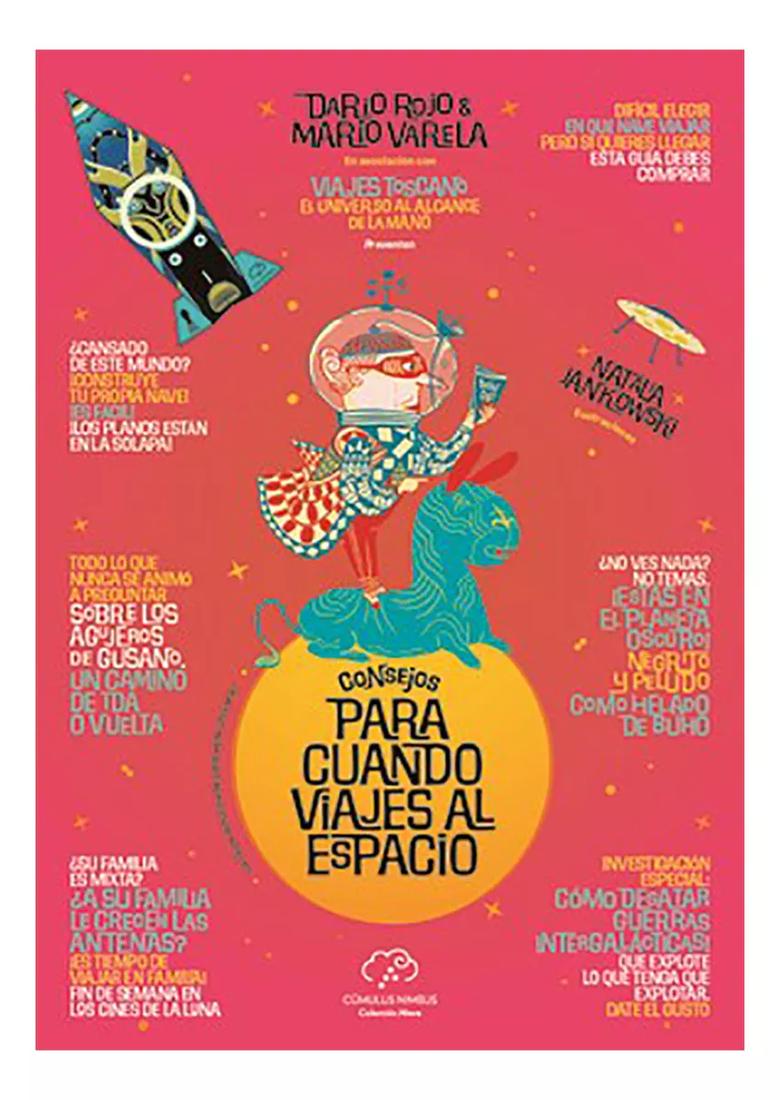 DARIO ROJO &
MARIO VARELA
En asociación con
VIAJES TOSCANO
EL UNIVERSO AL ALCANCE
DE LA MANO
Presentan
DIFÍCIL ELEGIR
EN QUE NAVE VIAJAR
PERO SI QUIERES LLEGAR
ESTA GUÍA DEBES
COMPRAR
¿CANSADO
DE ESTE MUNDO?
¡CONSTRUYE
TU PROPIA NAVE!
¡ES FACIL!
¡LOS PLANOS ESTAN
EN LA SOLAPA!
NATALIA
JANKOWSKI
Ilustraciones
TODO LO QUE
NUNCA SE ANIMÓ
A PREGUNTAR
SOBRE LOS
AGUJEROS
DE GUSANO.
UN CAMINO
DE IDA
O VUELTA
¿NO VES NADA?
NO TEMAS,
¡ESTÁS EN
EL PLANETA
OSCURO!
NEGRITO
Y PELUDO
COMO HELADO
DE BÚHO
CONSEJOS
PARA
CUANDO
VIAJES AL
ESPACIO
¿SU FAMILIA
ES MIXTA?
¿A SU FAMILIA
LE CRECEN LAS
ANTENAS?
¡ES TIEMPO DE
VIAJAR EN FAMILIA!
FIN DE SEMANA EN
LOS CINES DE LA LUNA
INVESTIGACIÓN
ESPECIAL:
CÓMO DESATAR
GUERRAS
INTERGALÁCTICAS!
QUE EXPLOTE
LO QUE TENGA QUE
EXPLOTAR.
DATE EL GUSTO
CÚMULUS NIMBUS
Colección